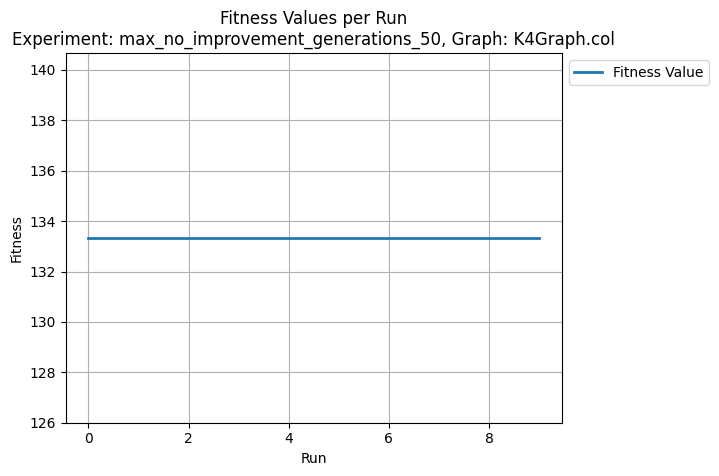 Fitness Values per Run
Experiment: max_no_improvement_generations_50, Graph: K4Graph.col
140
138
136
134
132
130
128
126
Fitness
0 2 4 6 8
Run
Fitness Value